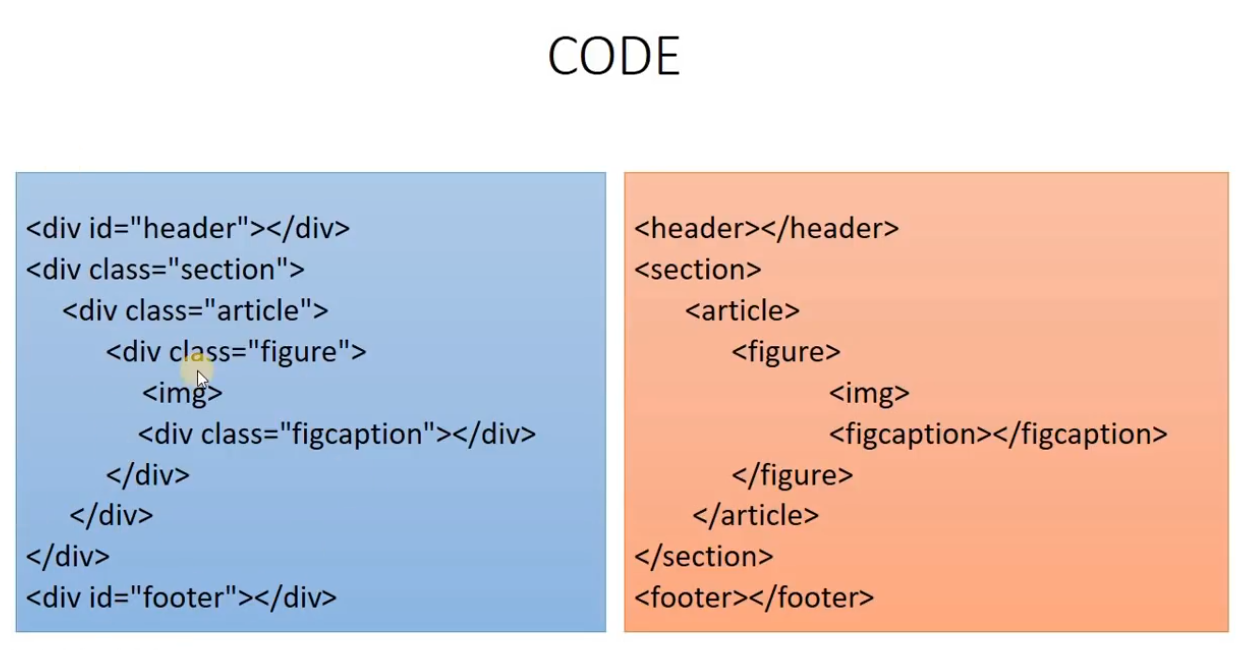 CODE
<div id="header"></div>
<div class="section">
<div class="article">
<div class="figure">
<img>
<div class="figcaption"></div>
</div>
</div>
</div>
<div id="footer"></div>
<header></header>
<section>
<article>
<figure>
<img>
<figcaption></figcaption>
</figure>
</article>
</section>
<footer></footer>